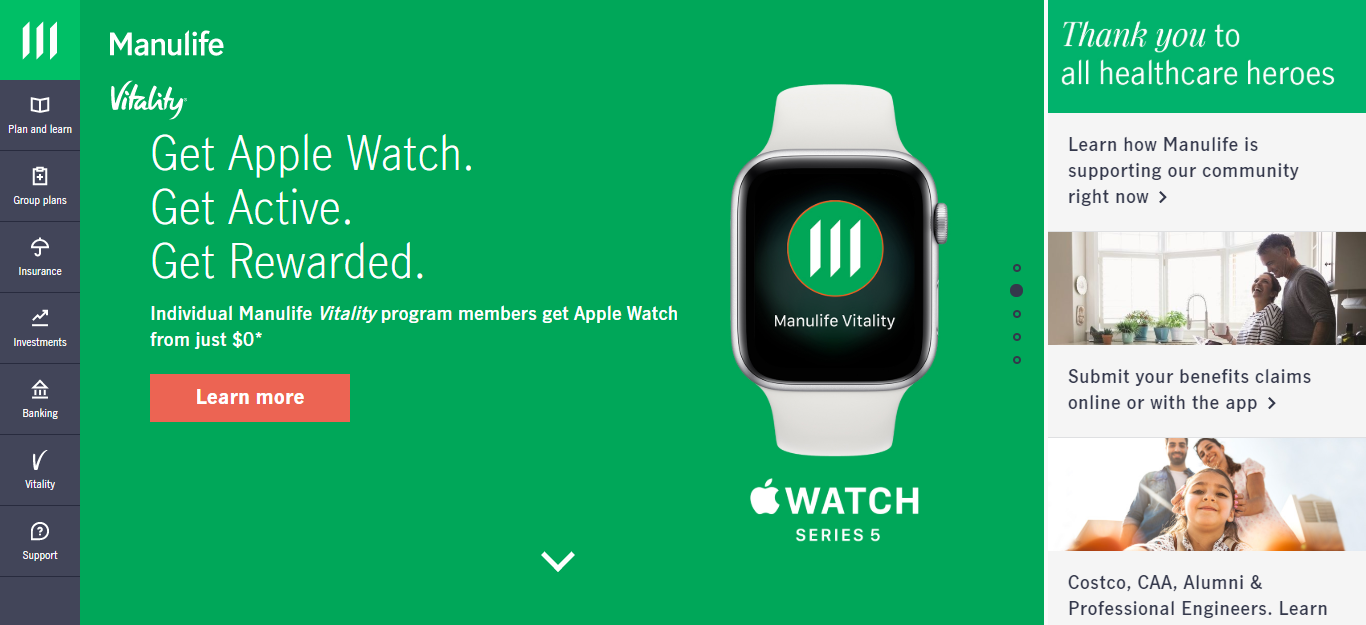 Plan and learn
Group plans
Insurance
Investments
Banking
Vitality
Support
Manulife
Vitality
Get Apple Watch.
Get Active.
Get Rewarded.
Individual Manulife Vitality program members get Apple Watch
from just $0*
Learn more
Manulife Vitality
WATCH
SERIES 5
Thank you to
all healthcare heroes
Learn how Manulife is
supporting our community
right now
Submit your benefits claims
online or with the app
Costco, CAA, Alumni &
Professional Engineers. Learn